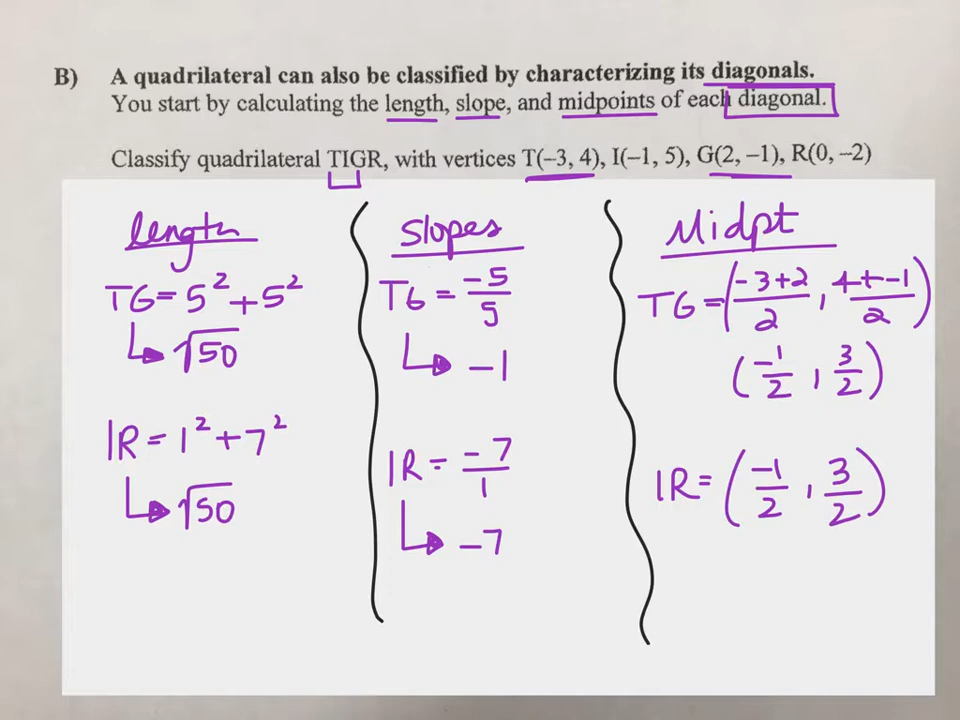 B) A quadrilateral can also be classified by characterizing its diagonals.
You start by calculating the length, slope, and midpoints of each diagonal.
Classify quadrilateral TIGR, with vertices T(–3, 4), I(–1, 5), G(2, –1), R(0, –2)
length
TG = 5² + 5²
↳ √50
IR = 1² + 7²
↳ √50
Slopes
TG = -5/5
↳ -1
IR = -7/1
↳ -7
Midpt
TG = (-3+2/2, 4+-1/2)
(-1/2, 3/2)
IR = (-1/2, 3/2)